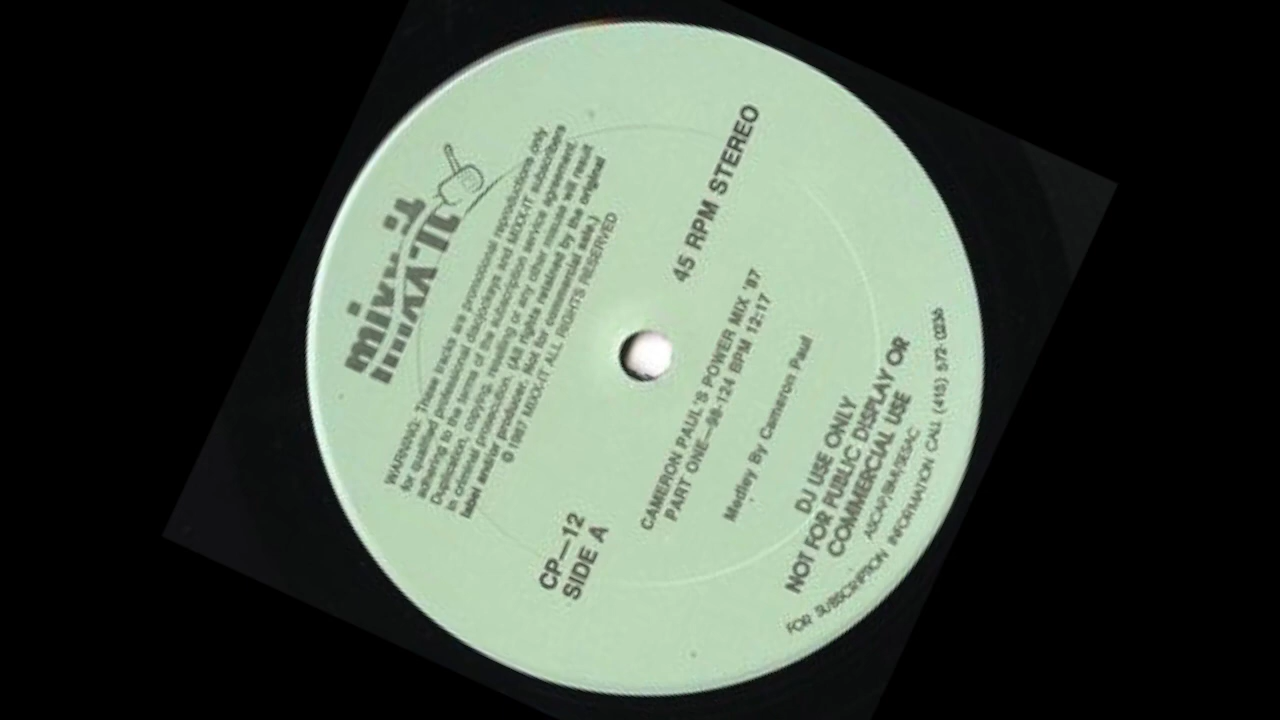 mixx-it
WARNING: These tracks are promotional reproductions only
for qualified professional disc/deejays and MIXX-IT subscribers
adhering to the terms of the subscription service agreement.
Duplication, copying, reselling or any other misuse will result
in criminal prosecution. (All rights retained by the original
label and/or producer. Not for commercial sale.)
© 1987 MIXX-IT ALL RIGHTS RESERVED
CP—12
SIDE A
45 RPM STEREO
CAMERON PAUL'S POWER MIX '87
PART ONE—98-124 BPM 12:17
Medley By Cameron Paul
DJ USE ONLY
NOT FOR PUBLIC DISPLAY OR
COMMERCIAL USE
FOR SUBSCRIPTION INFORMATION CALL (415) 572-0236